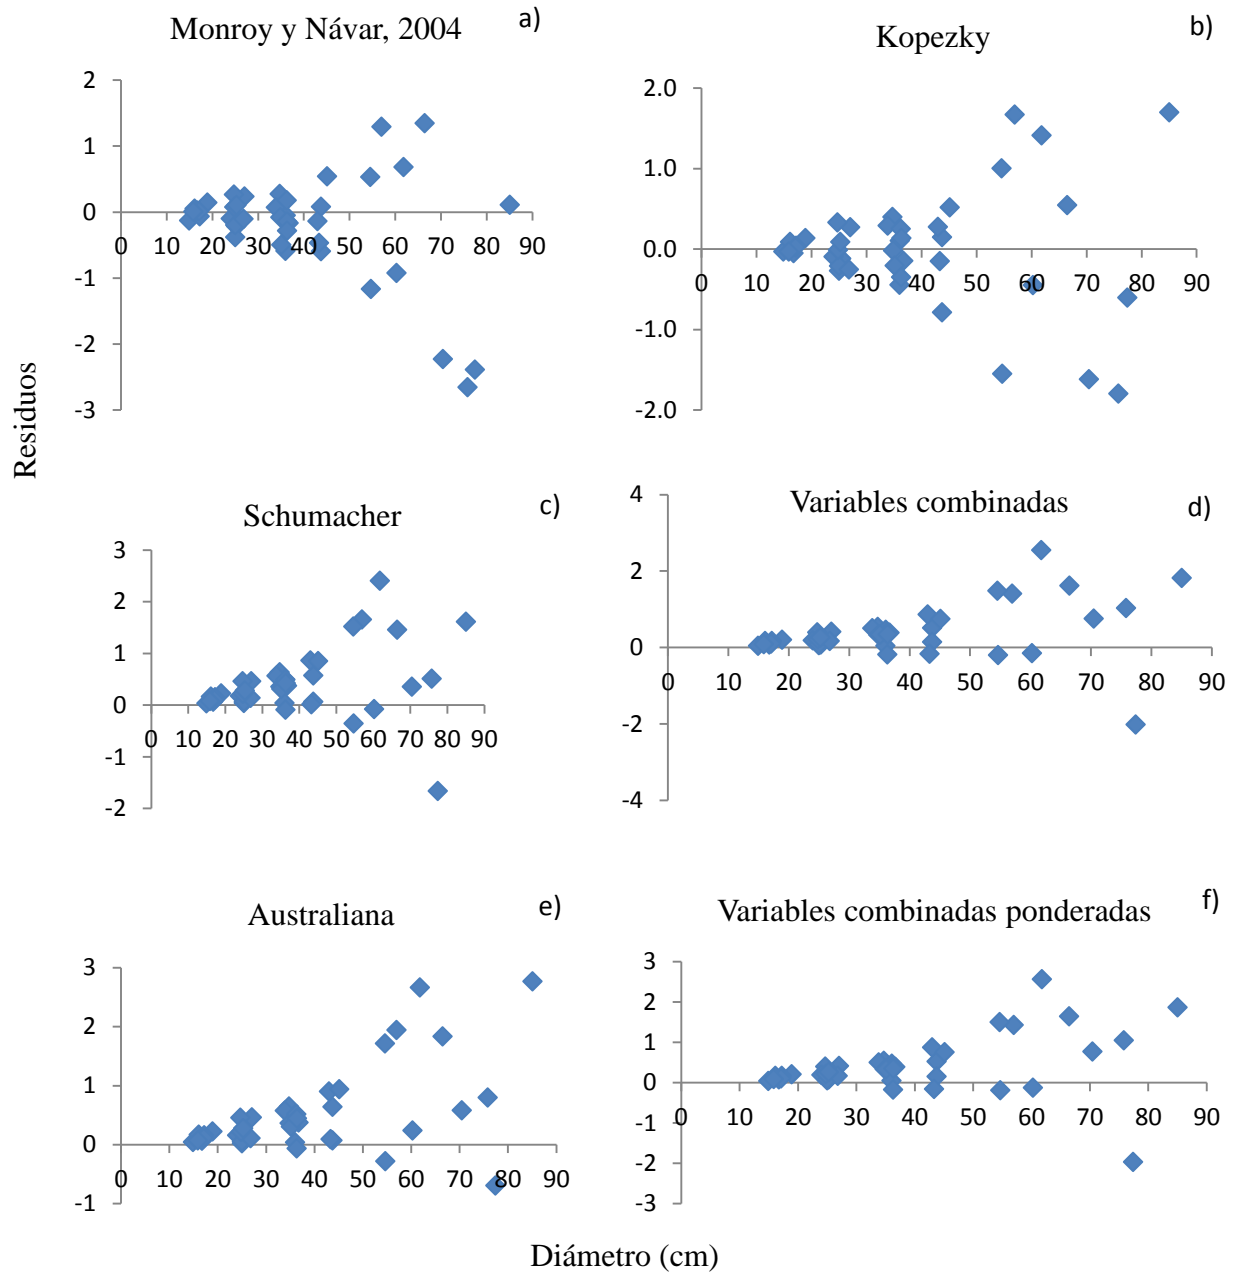 Monroy y Návar, 2004
a)
2
1
0
-1
-2
-3
0 10 20 30 40 50 60 70 80 90
Kopezky
b)
2.0
1.0
0.0
-1.0
-2.0
0 10 20 30 40 50 60 70 80 90
Residuos
Schumacher
c)
3
2
1
0
-1
-2
0 10 20 30 40 50 60 70 80 90
Variables combinadas
d)
4
2
0
-2
-4
0 10 20 30 40 50 60 70 80 90
Australiana
e)
3
2
1
0
-1
0 10 20 30 40 50 60 70 80 90
Variables combinadas ponderadas
f)
3
2
1
0
-1
-2
-3
0 10 20 30 40 50 60 70 80 90
Diámetro (cm)